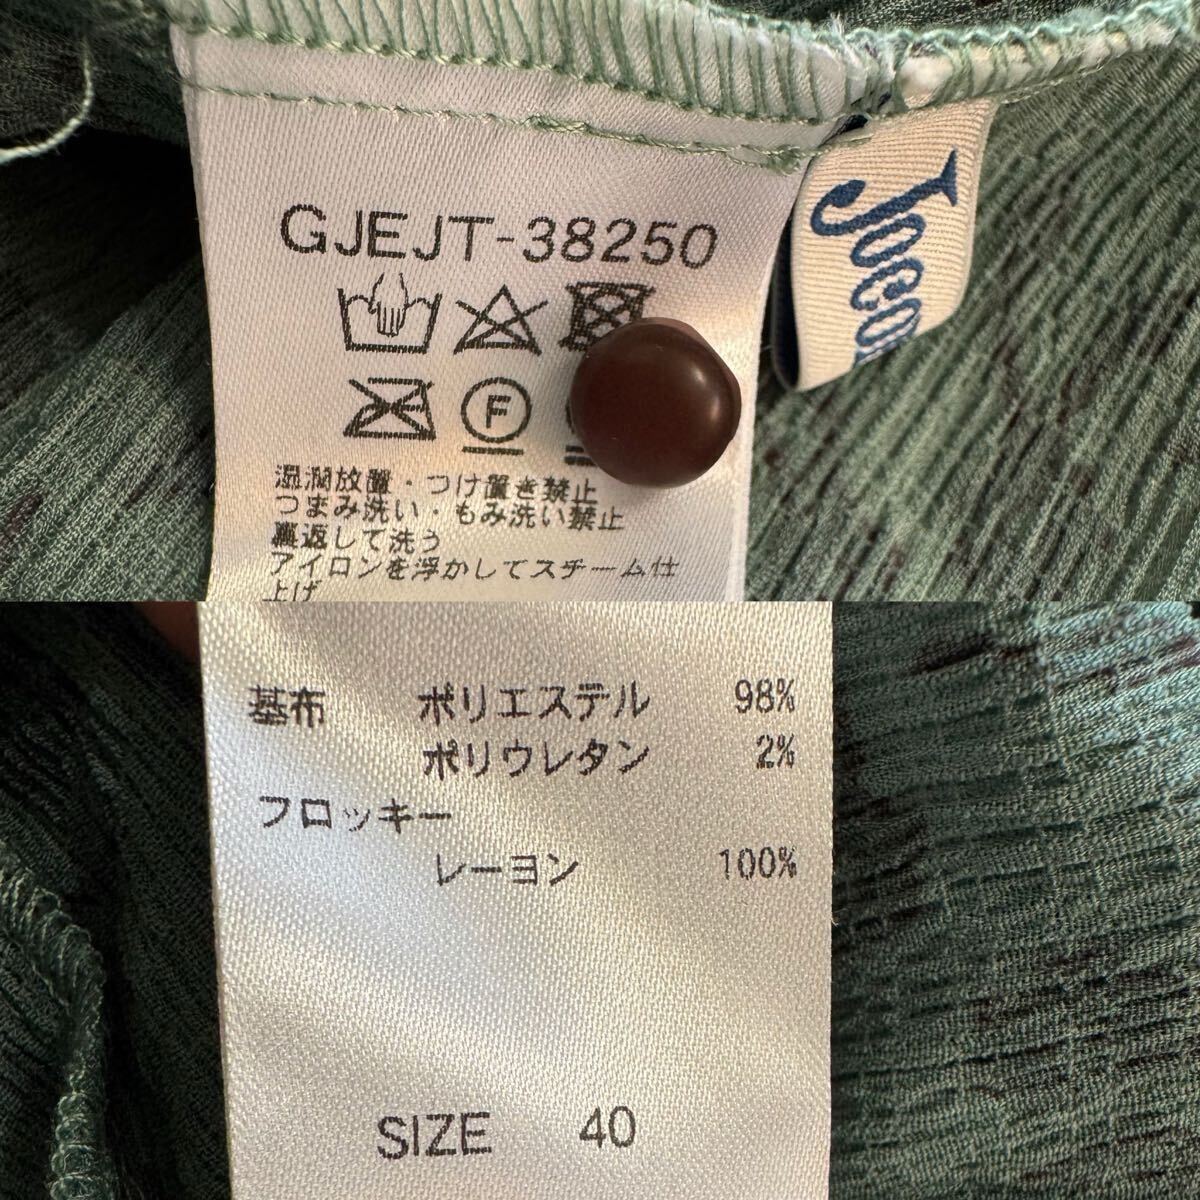 GJEJT-38250
F
湿潤放置・つけ置き禁止
つまみ洗い・もみ洗い禁止
裏返して洗う
アイロンを浮かしてスチーム仕
上げ
基布 ポリエステル 98%
ポリウレタン 2%
フロッキー
レーヨン 100%
SIZE 40